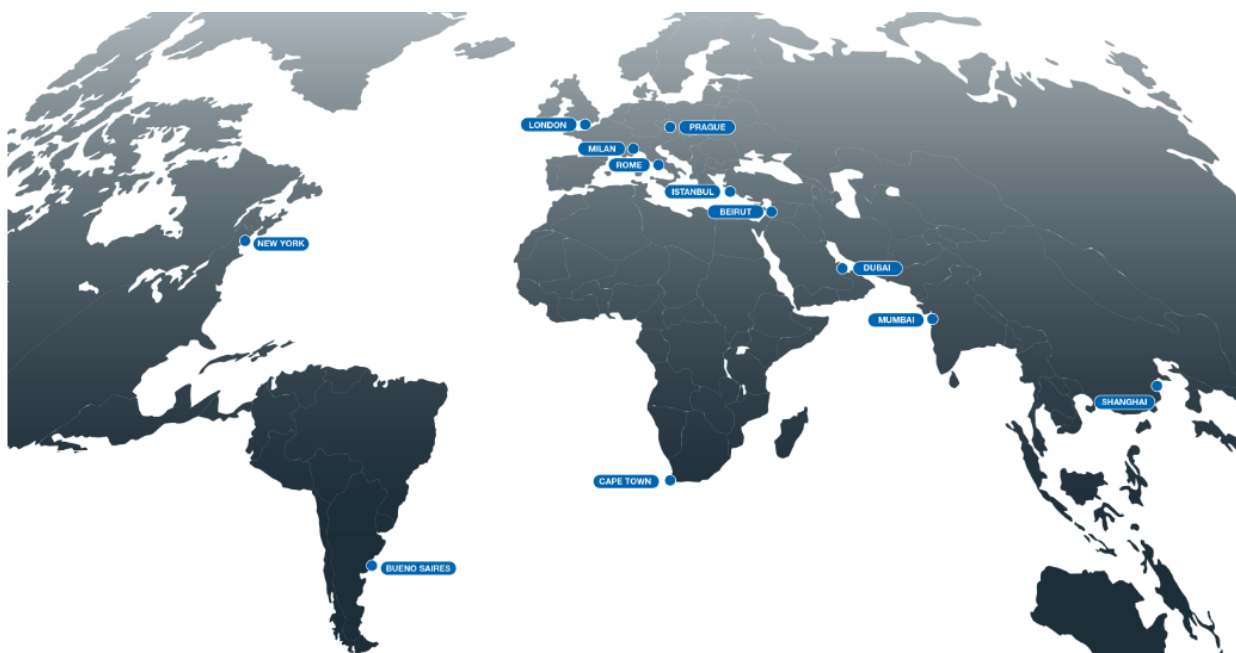 LONDON
PRAGUE
MILAN
ROME
ISTANBUL
BEIRUT
NEW YORK
DUBAI
MUMBAI
SHANGHAI
CAPE TOWN
BUENO SAIRES